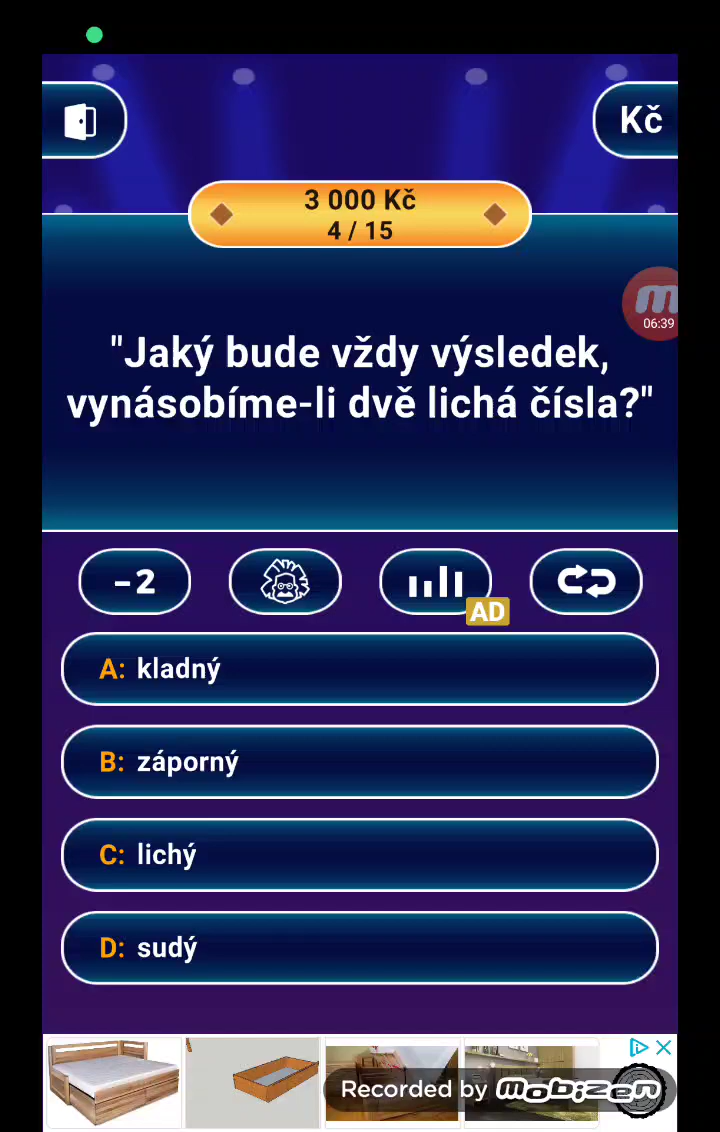 Kč
3 000 Kč
4 / 15
06:39
"Jaký bude vždy výsledek,
vynásobíme-li dvě lichá čísla?"
−2
AD
A: kladný
B: záporný
C: lichý
D: sudý
Recorded by mobizen